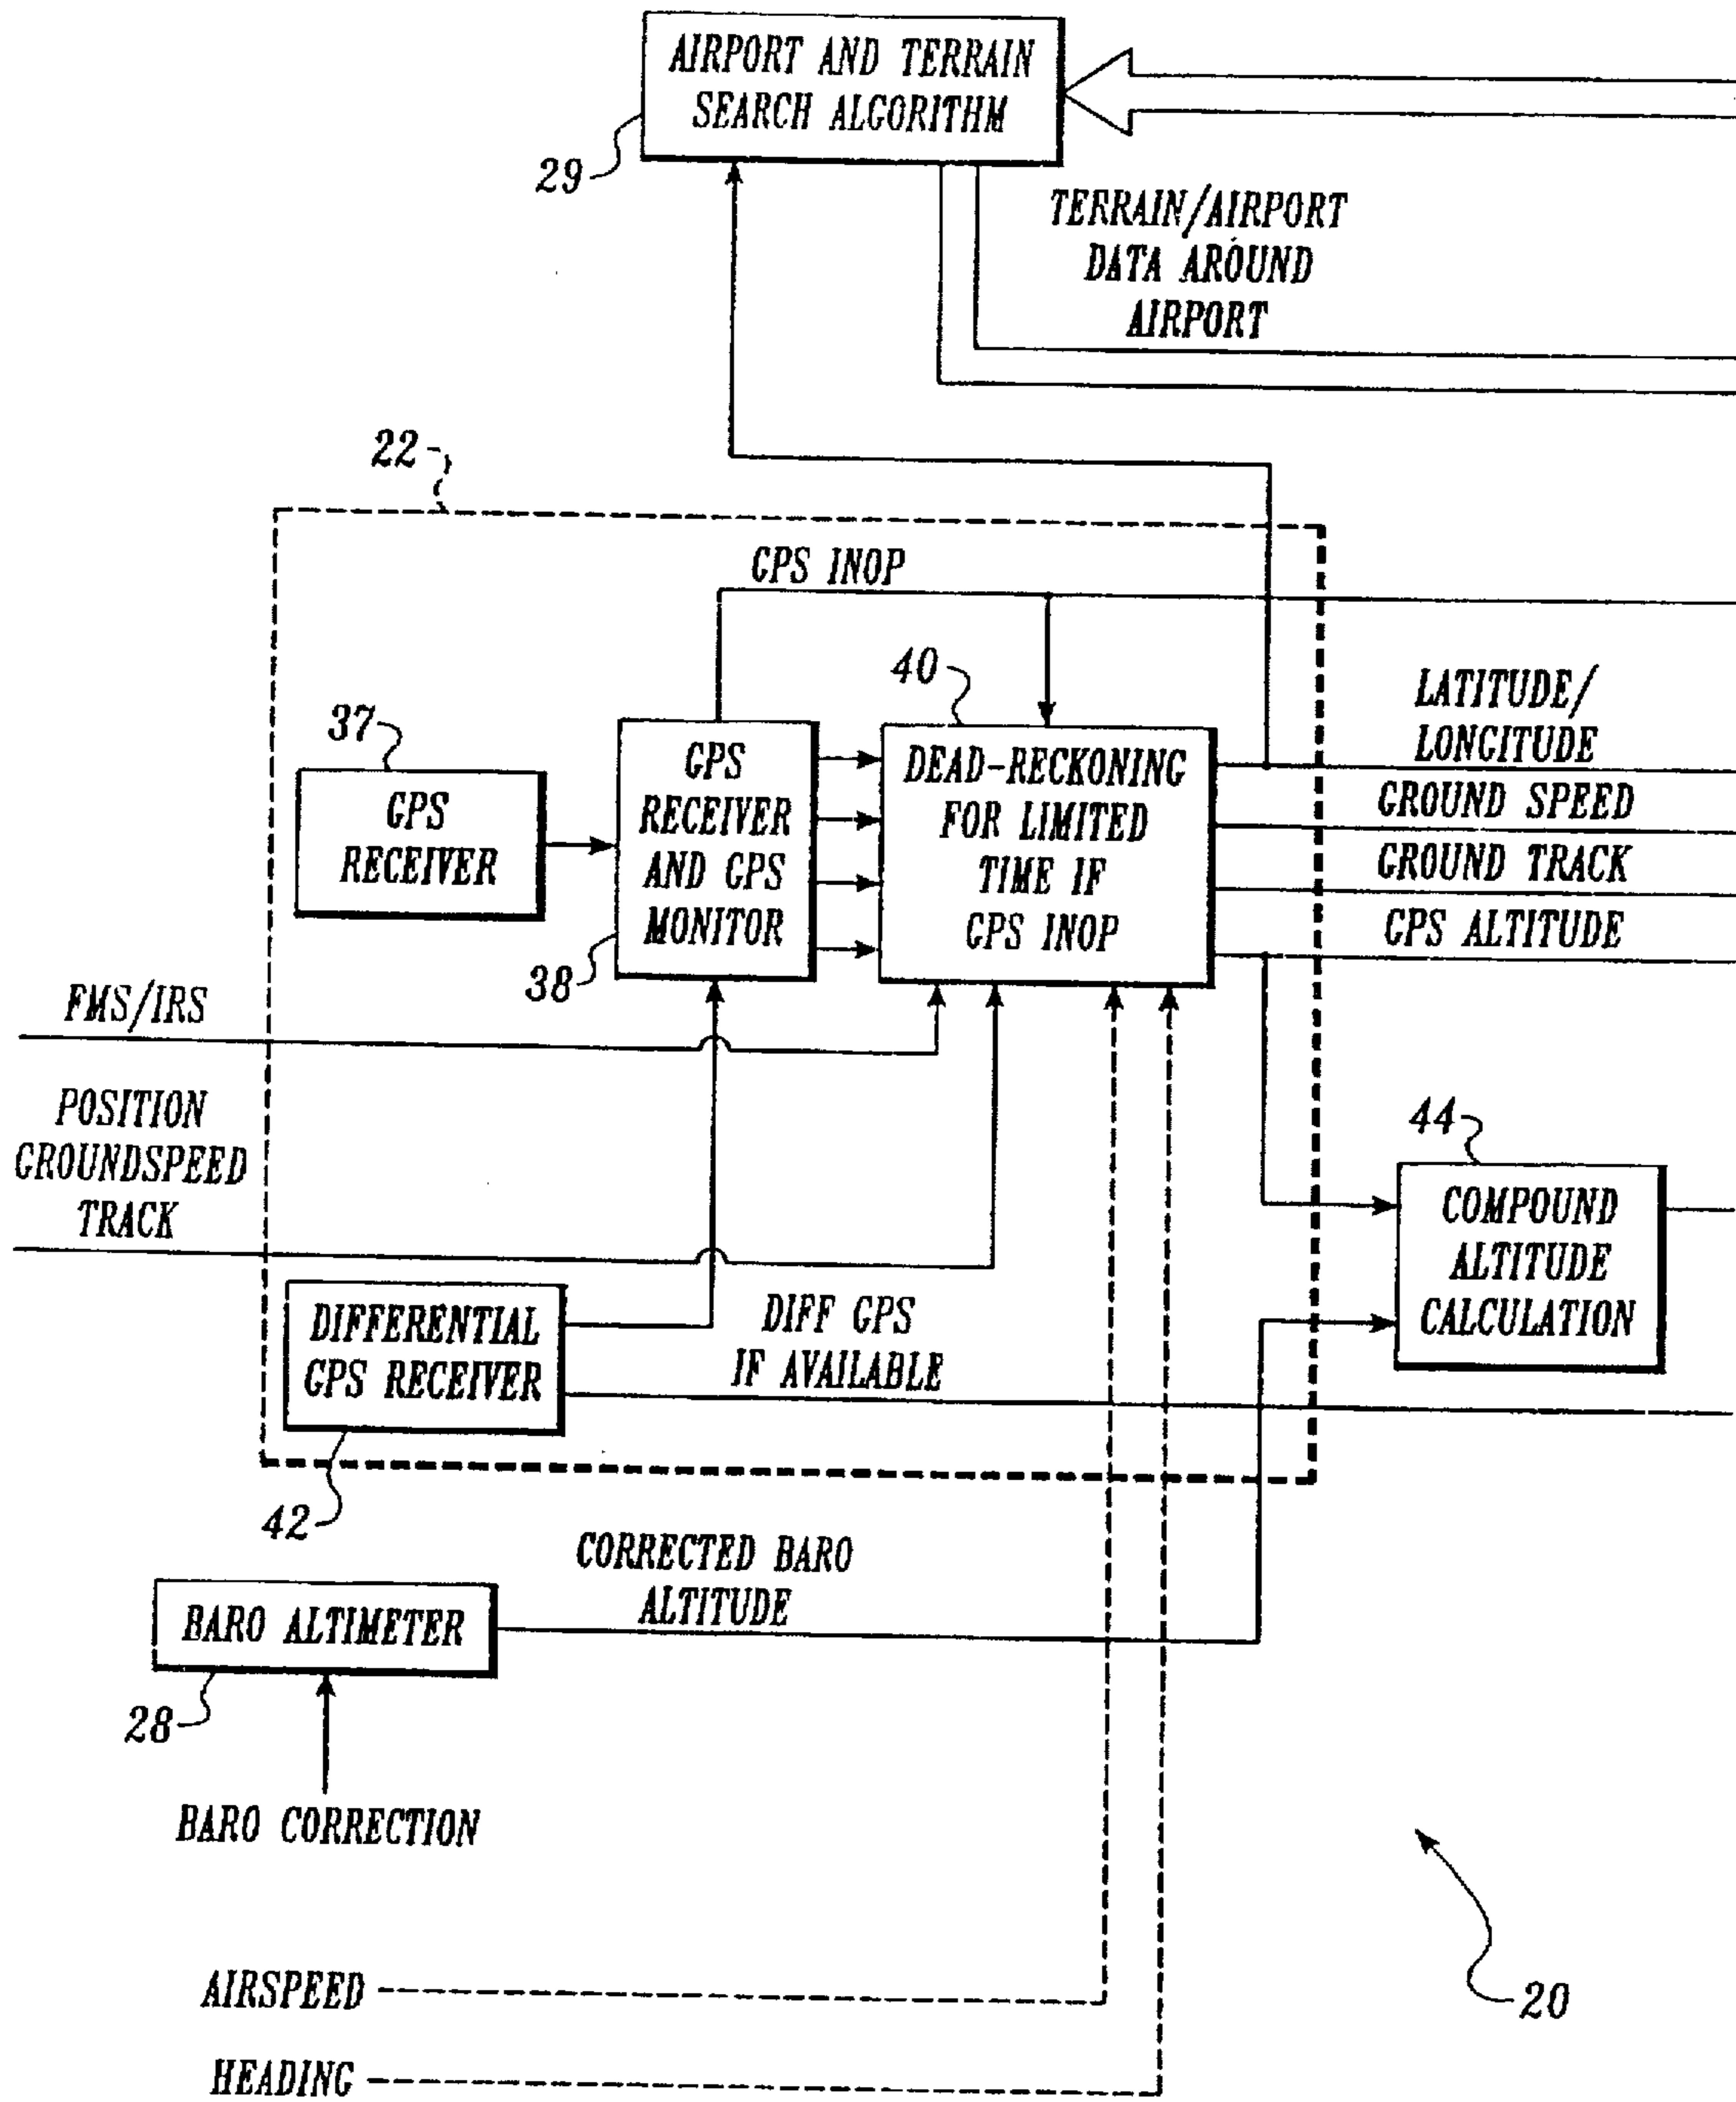 AIRPORT AND TERRAIN
SEARCH ALGORITHM
29
TERRAIN/AIRPORT
DATA AROUND
AIRPORT
22
GPS INOP
40
LATITUDE/
LONGITUDE
37
GPS
RECEIVER
GPS
RECEIVER
AND GPS
MONITOR
DEAD-RECKONING
FOR LIMITED
TIME IF
GPS INOP
GROUND SPEED
GROUND TRACK
GPS ALTITUDE
38
FMS/IRS
POSITION
GROUNDSPEED
TRACK
44
COMPOUND
ALTITUDE
CALCULATION
DIFFERENTIAL
GPS RECEIVER
DIFF GPS
IF AVAILABLE
42
CORRECTED BARO
ALTITUDE
BARO ALTIMETER
28
BARO CORRECTION
AIRSPEED
HEADING
20